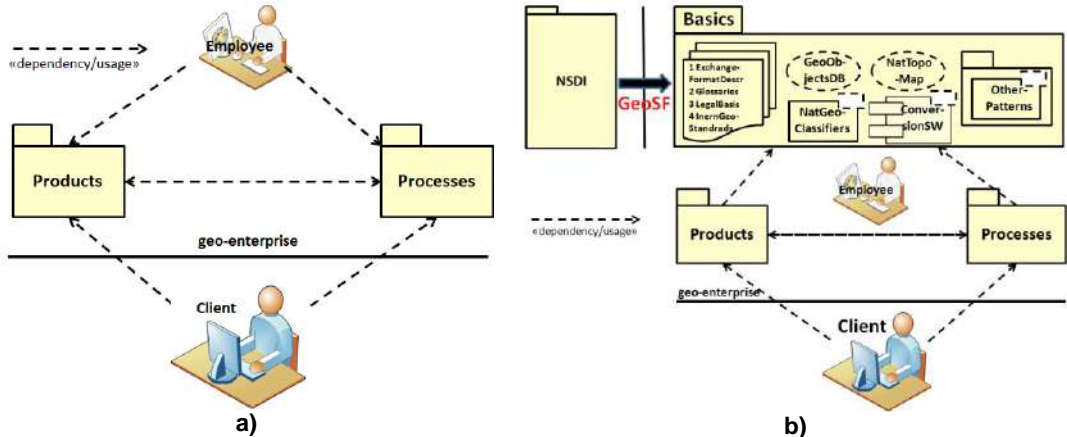 Employee
«dependency/usage»
Products
Processes
geo-enterprise
Client
a)
NSDI
GeoSF
Basics
1 Exchange-
FormatDescr
2 Glossaries
3 LegalBasis
4 InernGeo-
Standrads
GeoOb-
jectsDB
NatTopo
-Map
NatGeo-
Classifiers
Conver-
sionSW
Other-
Patterns
Employee
«dependency/usage»
Products
Processes
geo-enterprise
Client
b)